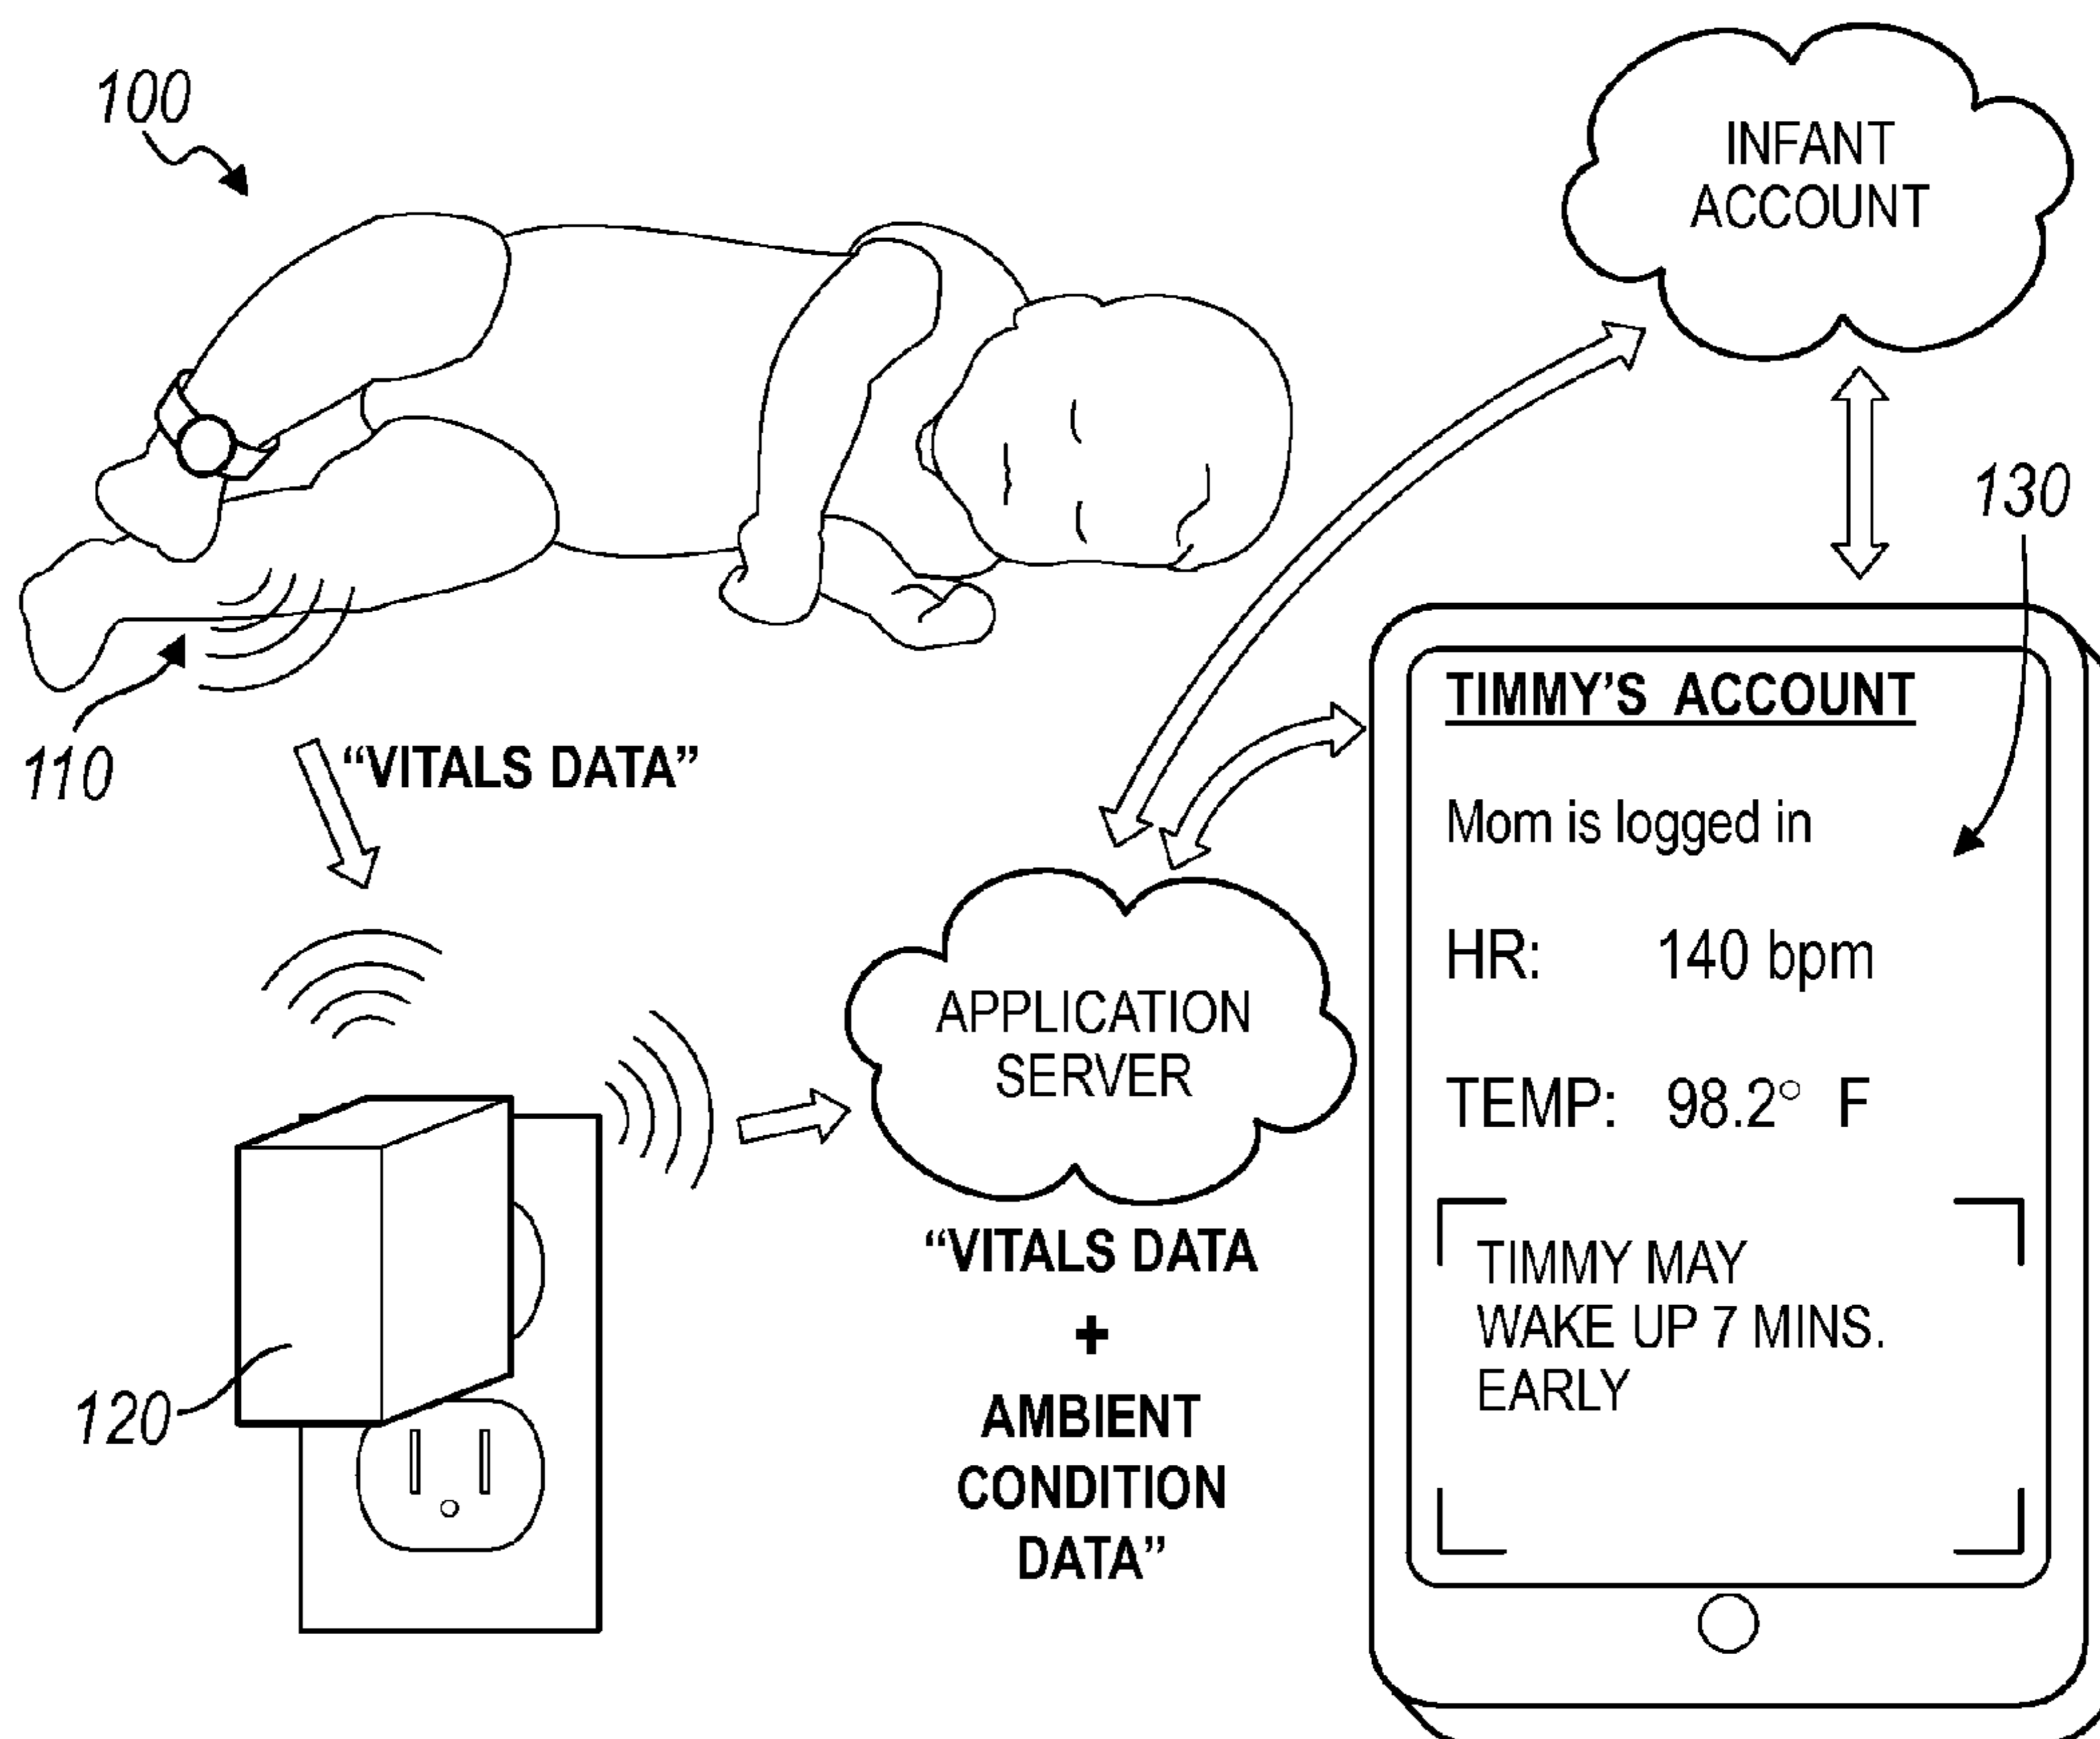 100
INFANT
ACCOUNT
130
110
“VITALS DATA”
TIMMY’S ACCOUNT
Mom is logged in
HR: 140 bpm
TEMP: 98.2° F
TIMMY MAY
WAKE UP 7 MINS.
EARLY
APPLICATION
SERVER
“VITALS DATA
+
AMBIENT
CONDITION
DATA”
120